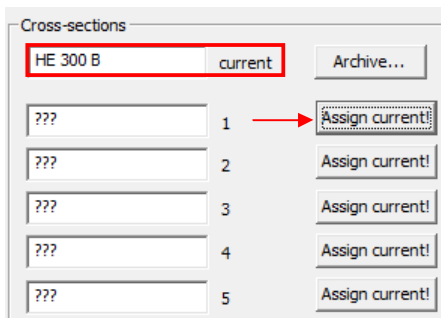 Cross-sections
HE 300 B current Archive...
??? 1 Assign current!
??? 2 Assign current!
??? 3 Assign current!
??? 4 Assign current!
??? 5 Assign current!